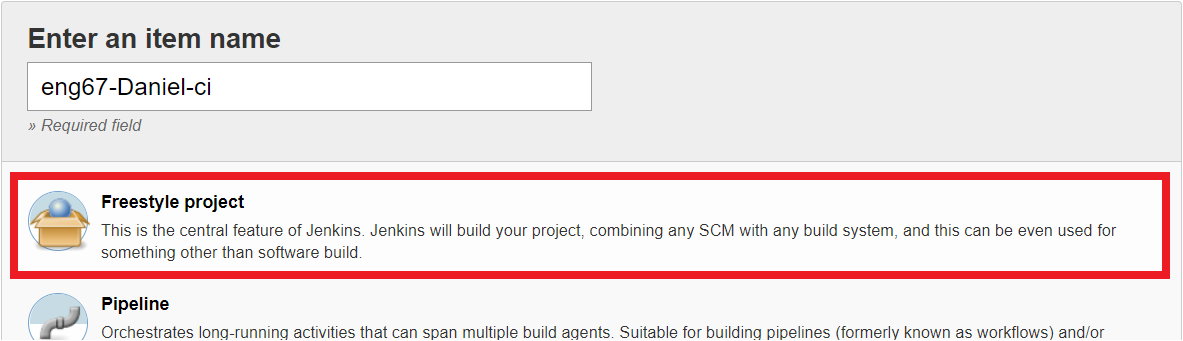 Enter an item name
eng67-Daniel-ci
» Required field
Freestyle project
This is the central feature of Jenkins. Jenkins will build your project, combining any SCM with any build system, and this can be even used for
something other than software build.
Pipeline
Orchestrates long-running activities that can span multiple build agents. Suitable for building pipelines (formerly known as workflows) and/or